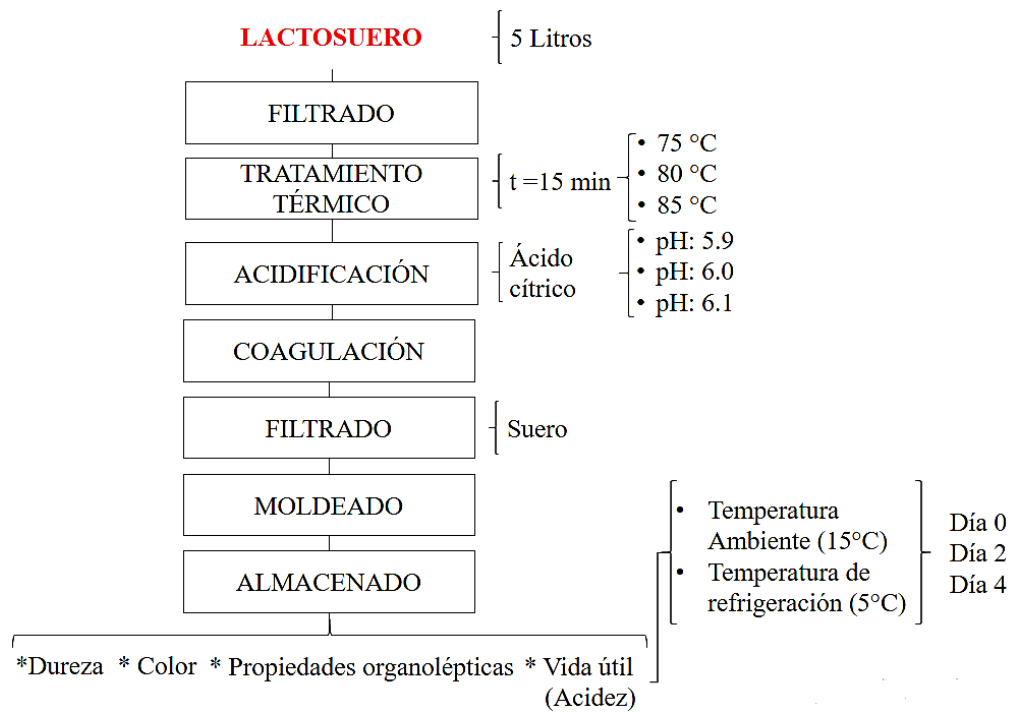 LACTOSUERO
5 Litros
FILTRADO
TRATAMIENTO
TÉRMICO
t =15 min
• 75 °C
• 80 °C
• 85 °C
ACIDIFICACIÓN
Ácido
cítrico
• pH: 5.9
• pH: 6.0
• pH: 6.1
COAGULACIÓN
FILTRADO
Suero
MOLDEADO
ALMACENADO
*Dureza * Color * Propiedades organolépticas * Vida útil
(Acidez)
• Temperatura
Ambiente (15°C)
• Temperatura de
refrigeración (5°C)
Día 0
Día 2
Día 4